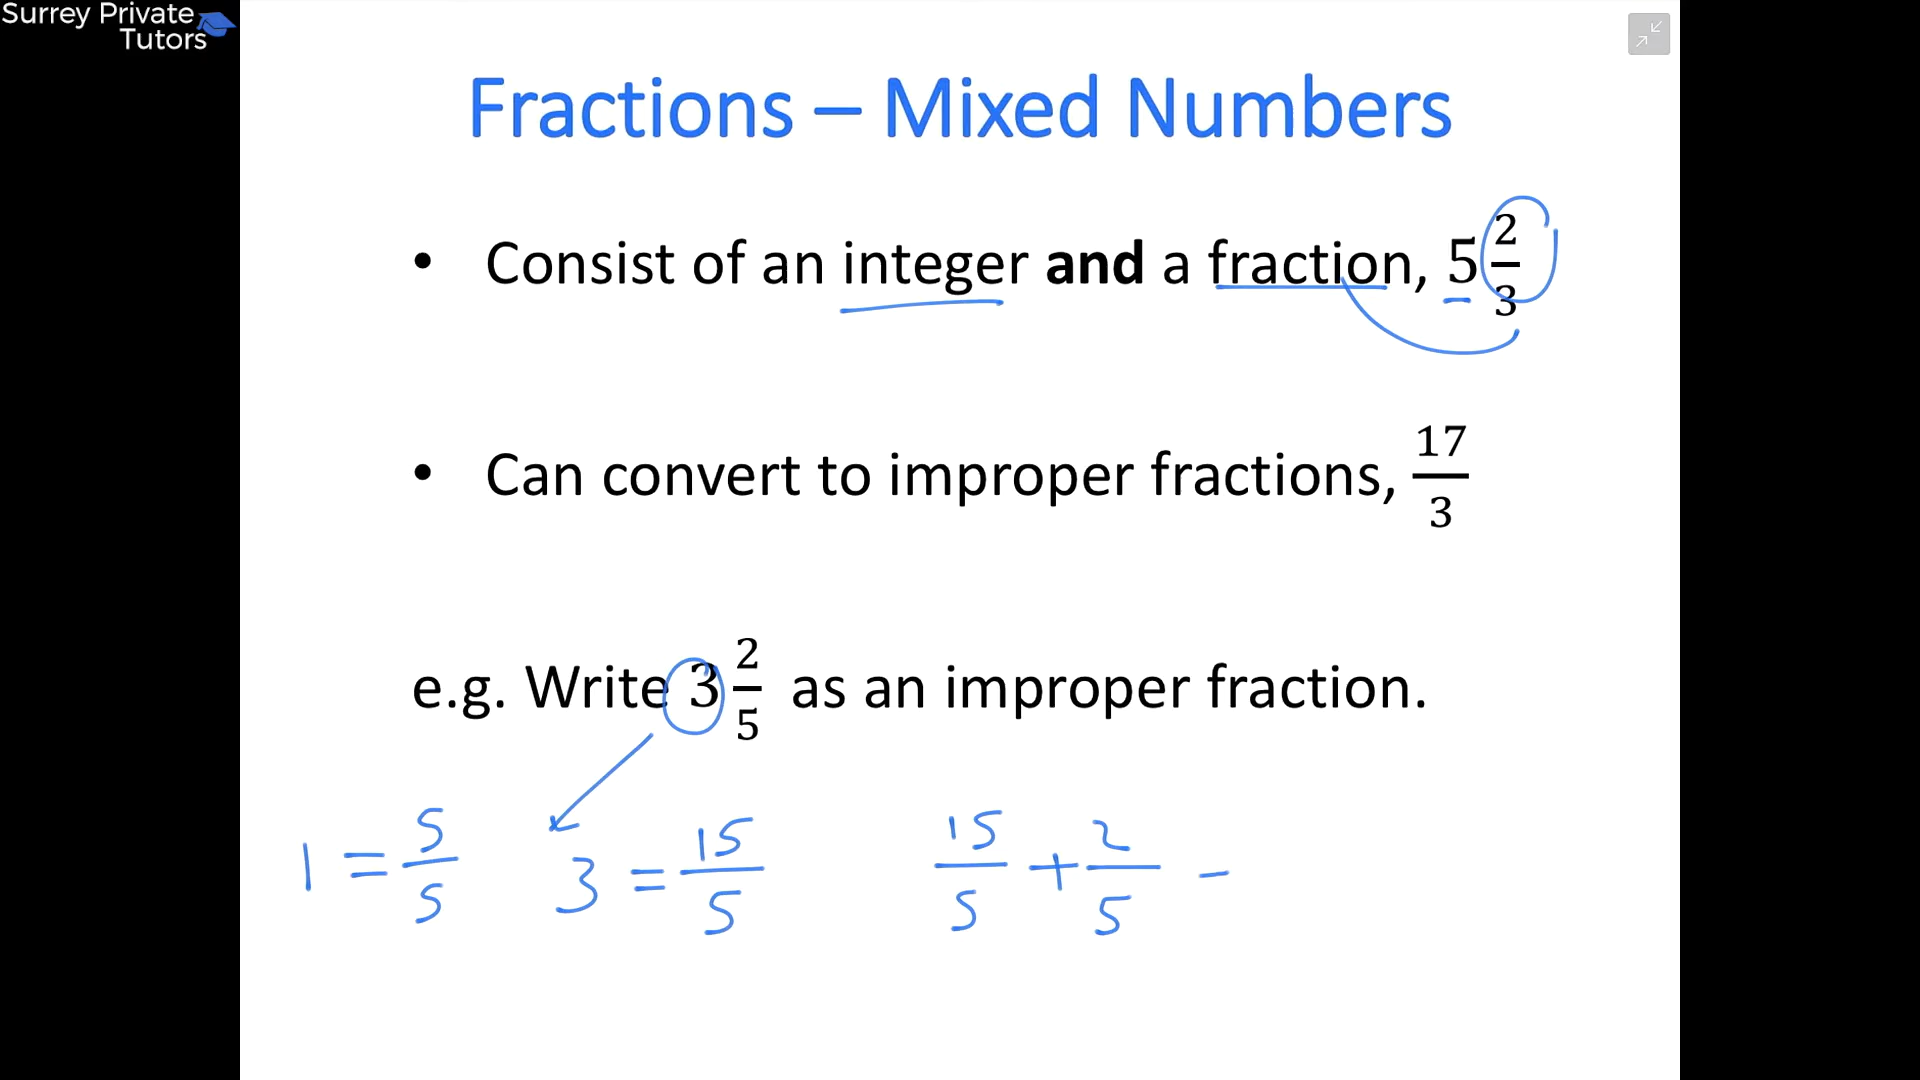 Surrey Private
Tutors
Fractions – Mixed Numbers
• Consist of an integer and a fraction, 5 2/3
• Can convert to improper fractions, 17/3
e.g. Write 3 2/5 as an improper fraction.
1 = 5/5 3 = 15/5 15/5 + 2/5 -